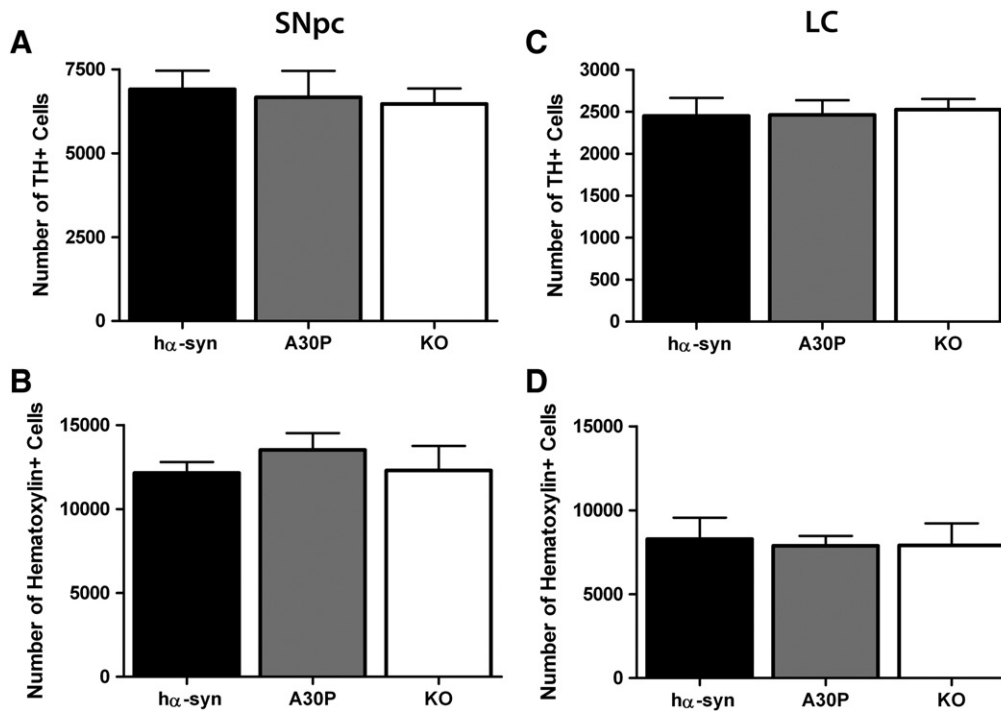 SNpc
A
Number of TH+ Cells
7500
5000
2500
0
hα-syn A30P KO
LC
C
Number of TH+ Cells
3000
2500
2000
1500
1000
500
0
hα-syn A30P KO
B
Number of Hematoxylin+ Cells
15000
10000
5000
0
hα-syn A30P KO
D
Number of Hematoxylin+ Cells
15000
10000
5000
0
hα-syn A30P KO